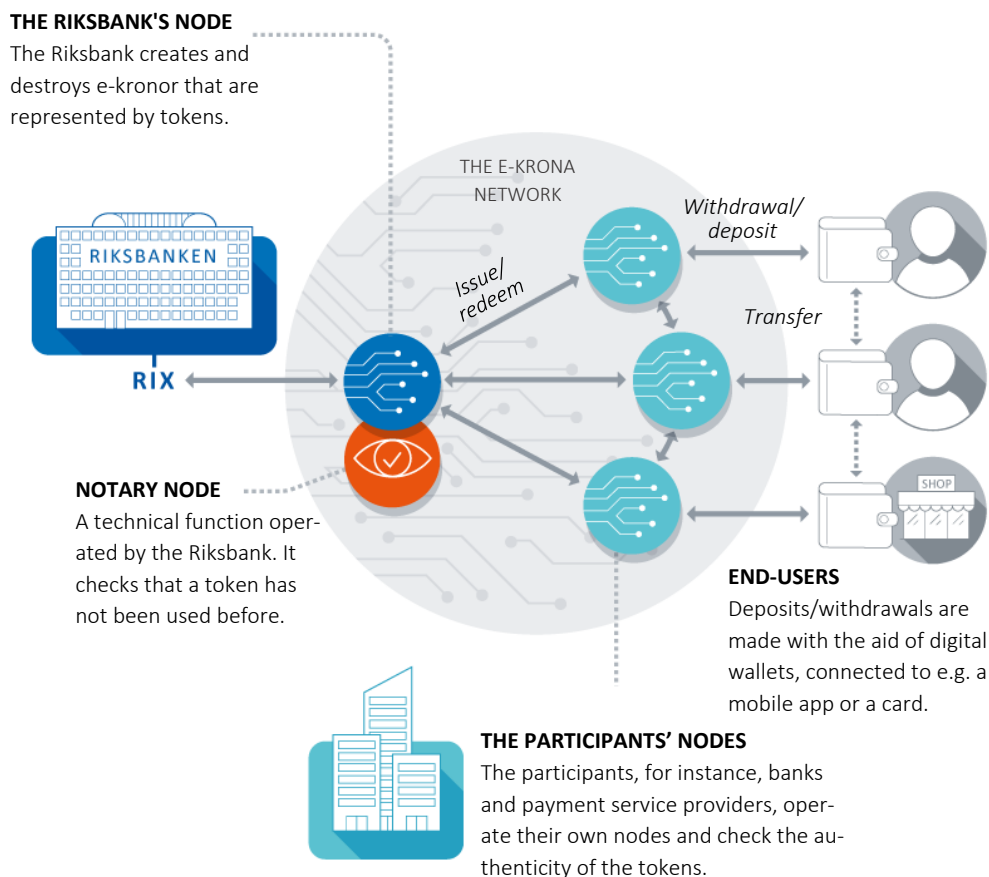 THE RIKSBANK'S NODE
The Riksbank creates and
destroys e-kronor that are
represented by tokens.
THE E-KRONA
NETWORK
Withdrawal/
deposit
RIKSBANKEN
Issue/
redeem
Transfer
RIX
SHOP
NOTARY NODE
A technical function oper-
ated by the Riksbank. It
checks that a token has
not been used before.
END-USERS
Deposits/withdrawals are
made with the aid of digital
wallets, connected to e.g. a
mobile app or a card.
THE PARTICIPANTS’ NODES
The participants, for instance, banks
and payment service providers, oper-
ate their own nodes and check the au-
thenticity of the tokens.